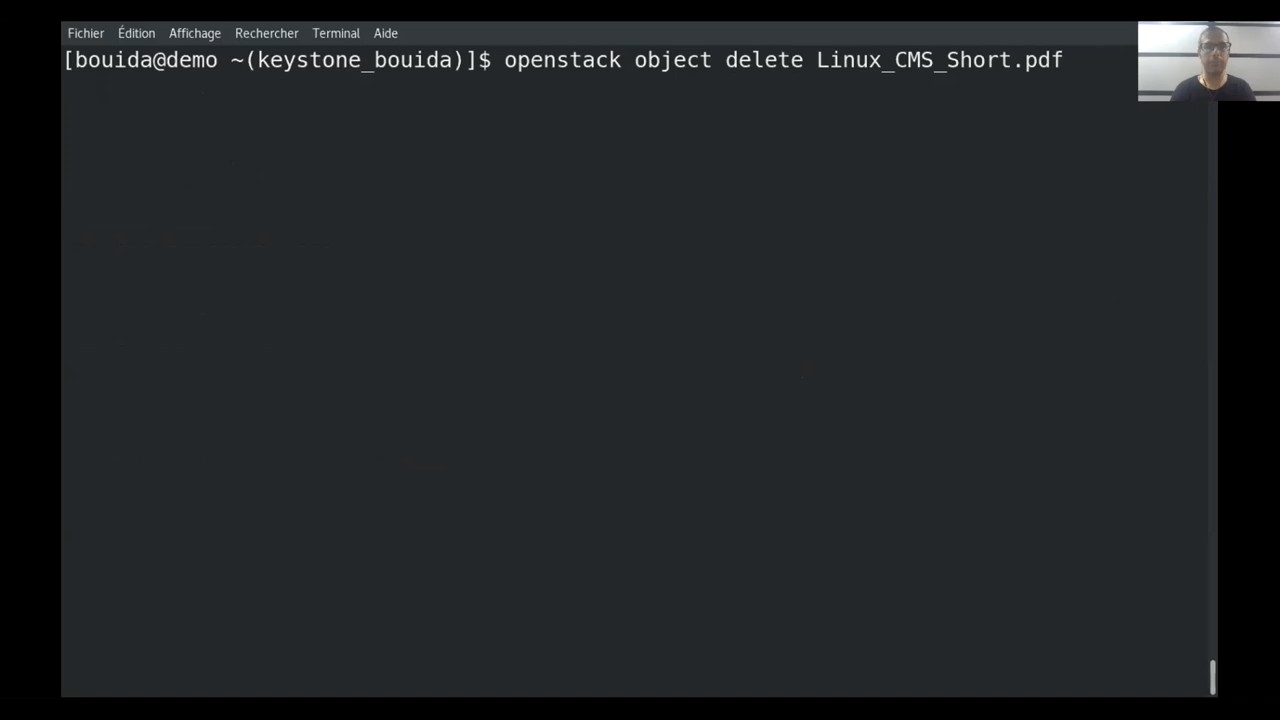 Fichier Édition Affichage Rechercher Terminal Aide
[bouida@demo ~(keystone_bouida)]$ openstack object delete Linux_CMS_Short.pdf